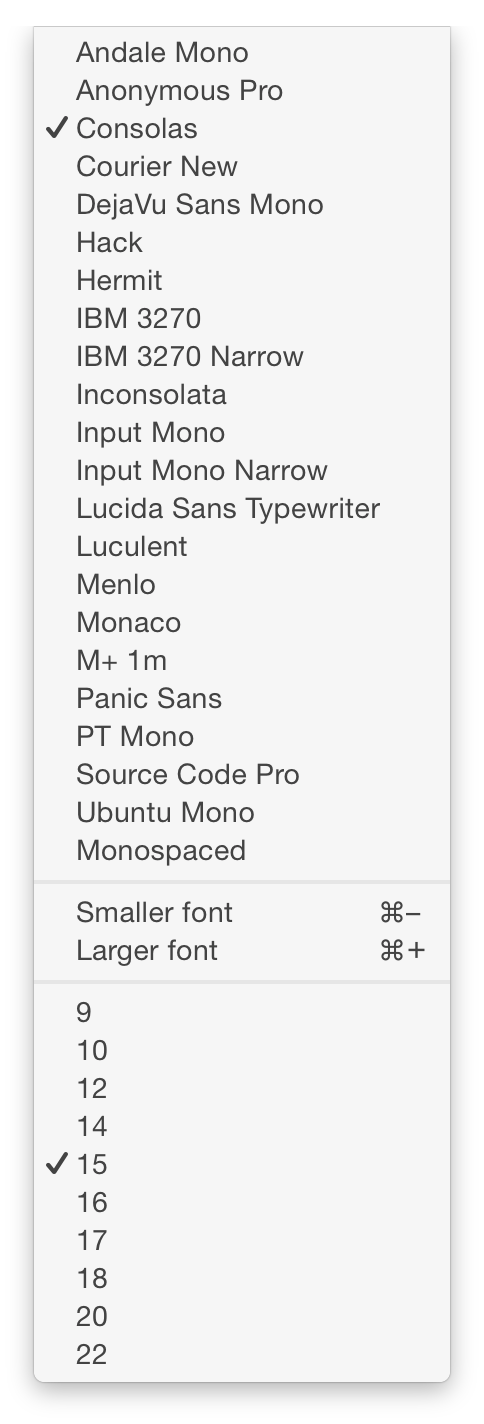 Andale Mono
Anonymous Pro
✓ Consolas
Courier New
DejaVu Sans Mono
Hack
Hermit
IBM 3270
IBM 3270 Narrow
Inconsolata
Input Mono
Input Mono Narrow
Lucida Sans Typewriter
Luculent
Menlo
Monaco
M+ 1m
Panic Sans
PT Mono
Source Code Pro
Ubuntu Mono
Monospaced
Smaller font ⌘–
Larger font ⌘+
9
10
12
14
✓ 15
16
17
18
20
22